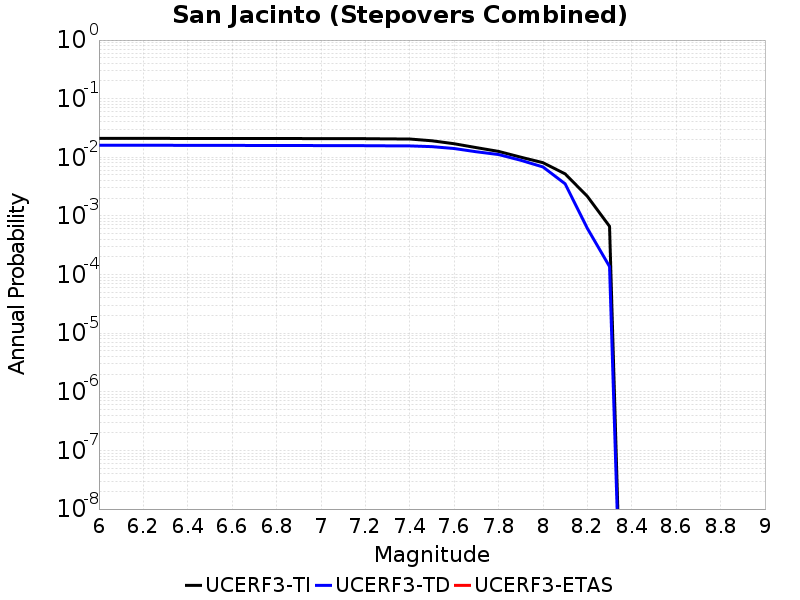 San Jacinto (Stepovers Combined)
10^0
10^-1
10^-2
10^-3
10^-4
10^-5
10^-6
10^-7
10^-8
Annual Probability
6 6.2 6.4 6.6 6.8 7 7.2 7.4 7.6 7.8 8 8.2 8.4 8.6 8.8 9
Magnitude
UCERF3-TI UCERF3-TD UCERF3-ETAS